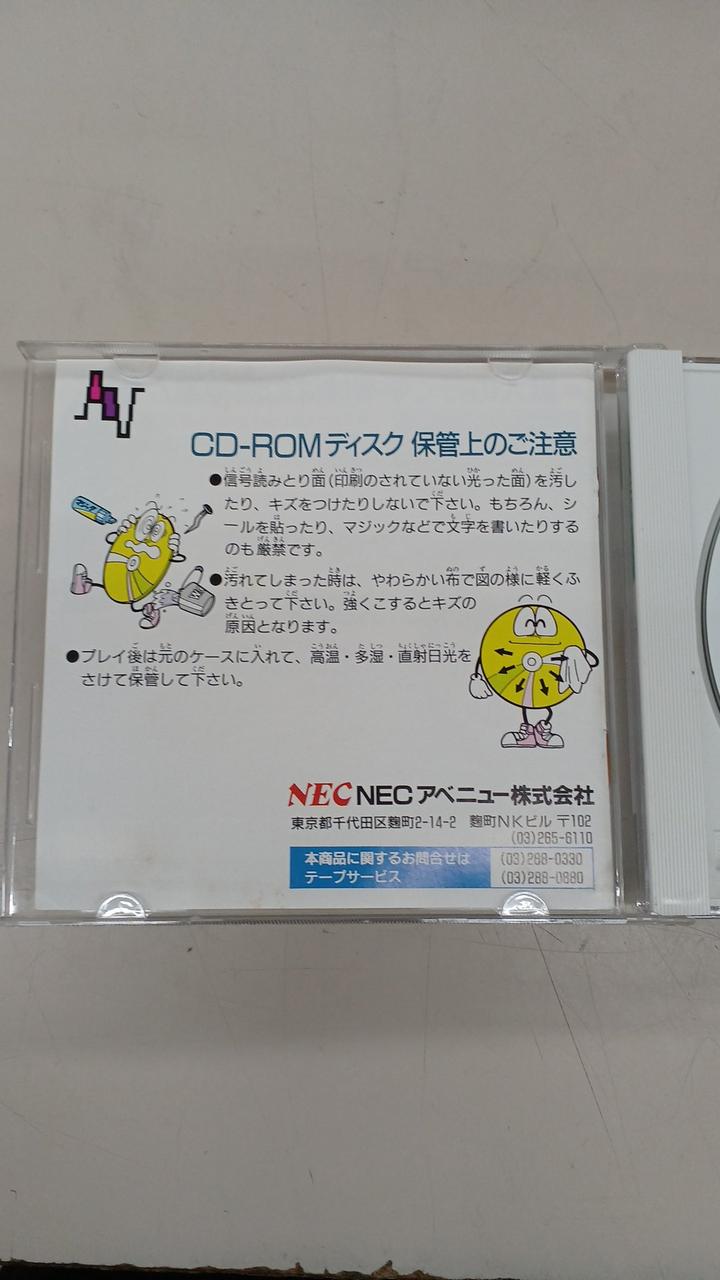 CD-ROMディスク 保管上のご注意
●信号読みとり面(印刷のされていない光った面)を汚し
たり、キズをつけたりしないで下さい。もちろん、シ
ールを貼ったり、マジックなどで文字を書いたりする
のも厳禁です。
●汚れてしまった時は、やわらかい布で図の様に軽くふ
きとって下さい。強くこするとキズの
原因となります。
●プレイ後は元のケースに入れて、高温・多湿・直射日光を
さけて保管して下さい。
NEC NECアベニュー株式会社
東京都千代田区麹町2-14-2 麹町NKビル 〒102
(03)265-6110
本商品に関するお問合せは (03)288-0330
テープサービス (03)288-0880